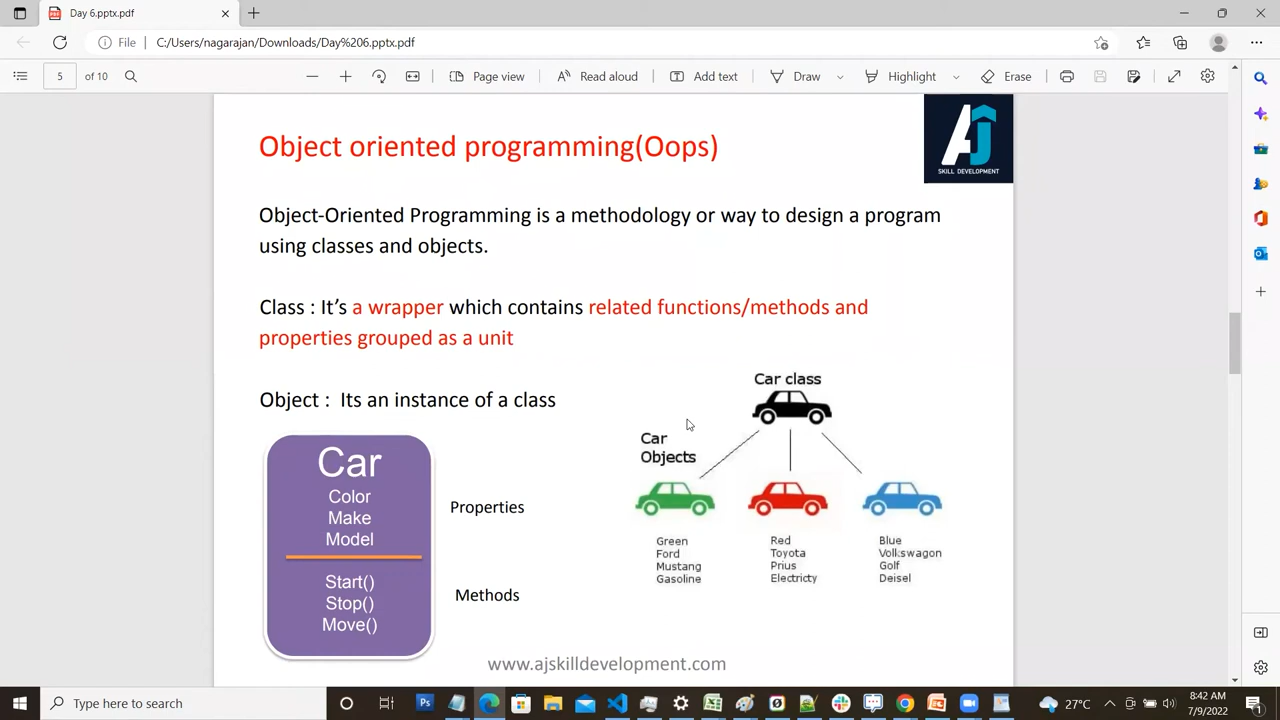 Day 6.pptx.pdf
File
C:/Users/nagarajan/Downloads/Day%206.pptx.pdf
5
of 10
Page view
Read aloud
Add text
Draw
Highlight
Erase
Object oriented programming(Oops)
AJ
SKILL DEVELOPMENT
Object-Oriented Programming is a methodology or way to design a program
using classes and objects.
Class : It's a wrapper which contains related functions/methods and
properties grouped as a unit
Object : Its an instance of a class
Car class
Car
Objects
Car
Color
Make
Model
Properties
Start()
Stop()
Move()
Methods
Green
Ford
Mustang
Gasoline
Red
Toyota
Prius
Electricty
Blue
Volkswagon
Golf
Deisel
www.ajskilldevelopment.com
Type here to search
27°C
8:42 AM
7/9/2022